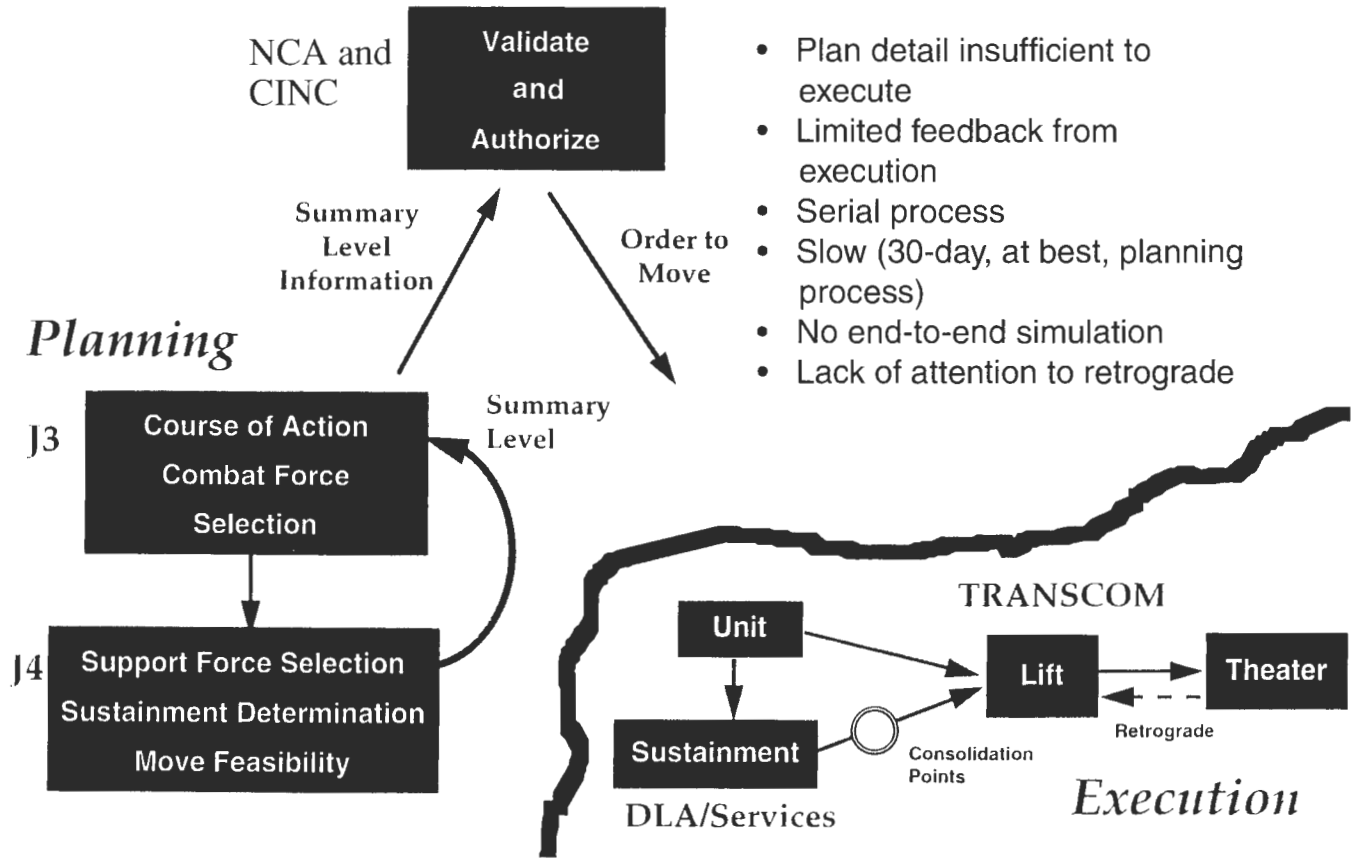 NCA and
CINC
Validate
and
Authorize
• Plan detail insufficient to
execute
• Limited feedback from
execution
• Serial process
• Slow (30-day, at best, planning
process)
• No end-to-end simulation
• Lack of attention to retrograde
Summary
Level
Information
Order to
Move
Planning
J3
Course of Action
Combat Force
Selection
Summary
Level
J4
Support Force Selection
Sustainment Determination
Move Feasibility
TRANSCOM
Unit
Lift
Theater
Retrograde
Sustainment
Consolidation
Points
DLA/Services
Execution